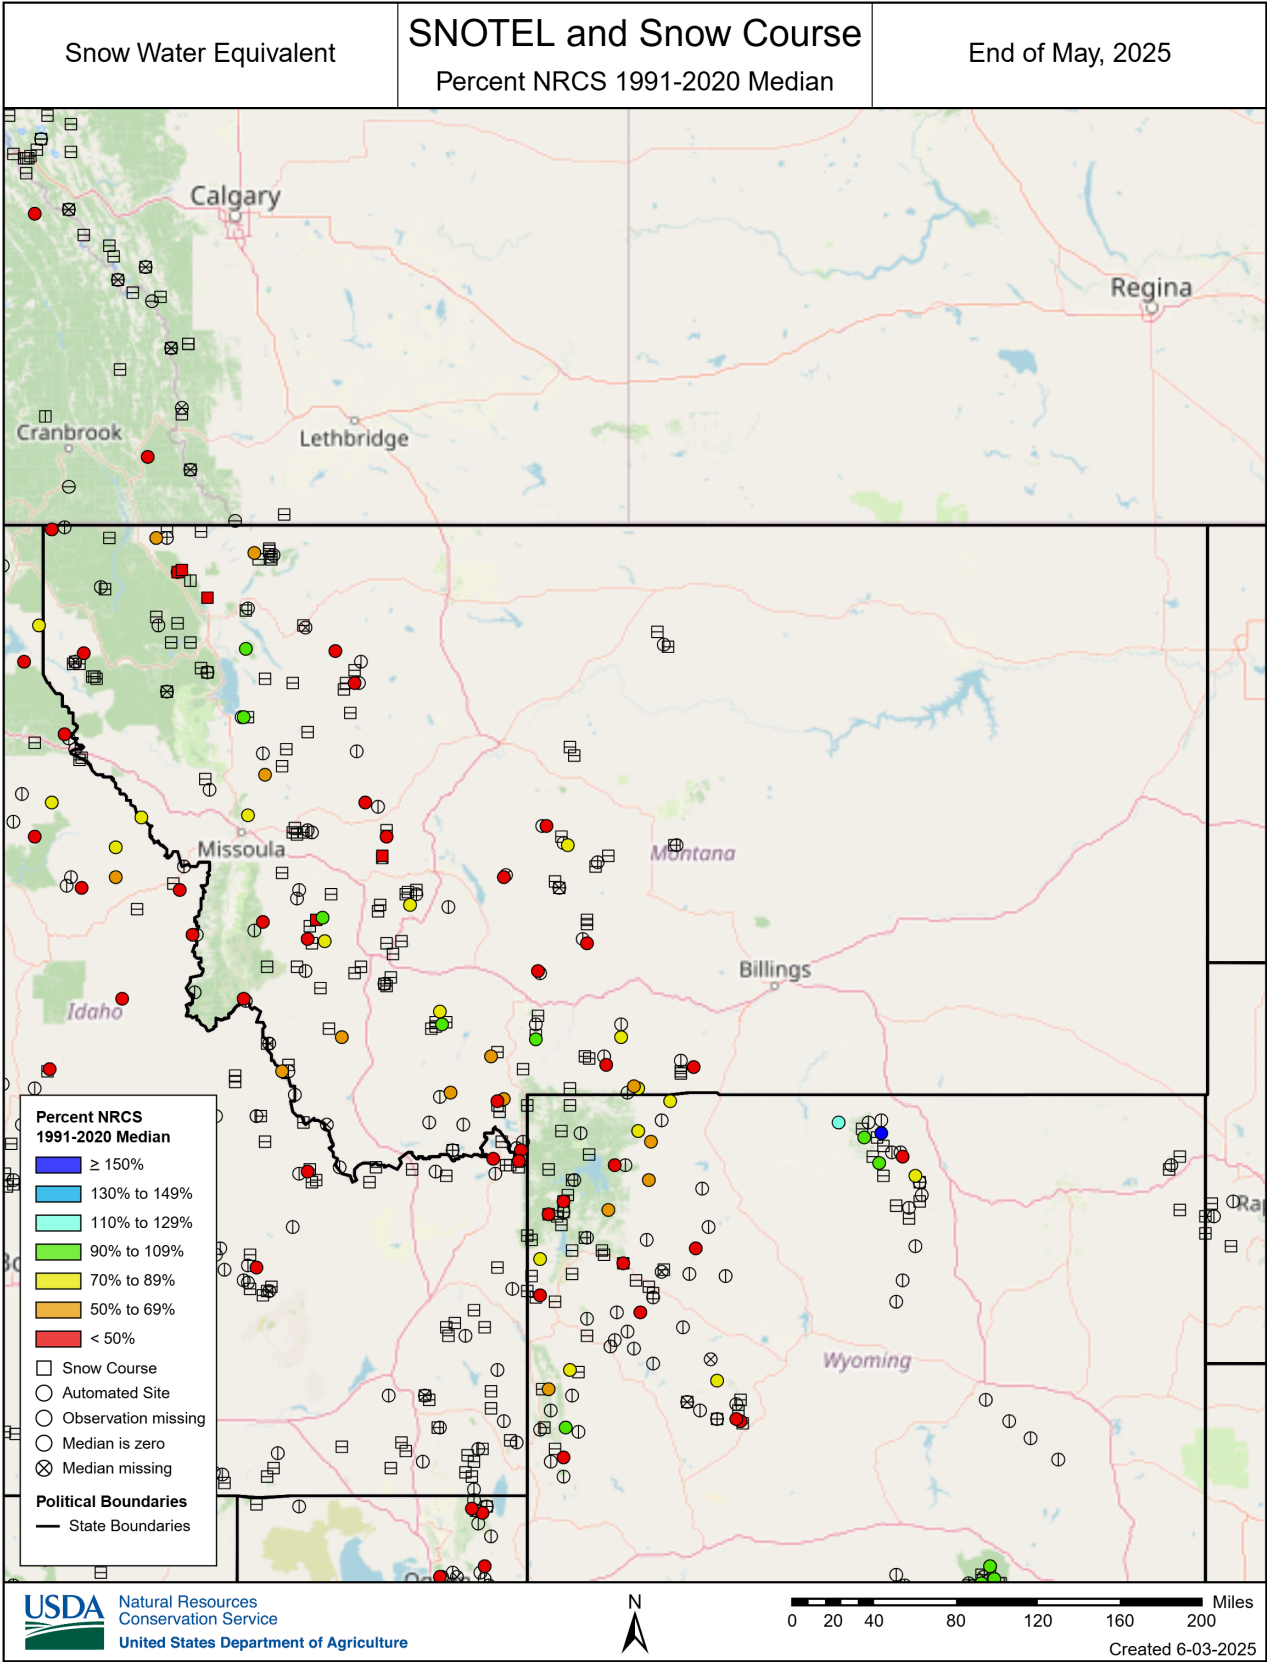 Snow Water Equivalent
SNOTEL and Snow Course
Percent NRCS 1991-2020 Median
End of May, 2025
Calgary
Regina
Cranbrook
Lethbridge
Missoula
Montana
Billings
Idaho
Wyoming
Percent NRCS
1991-2020 Median
≥ 150%
130% to 149%
110% to 129%
90% to 109%
70% to 89%
50% to 69%
< 50%
Snow Course
Automated Site
Observation missing
Median is zero
Median missing
Political Boundaries
State Boundaries
USDA
Natural Resources
Conservation Service
United States Department of Agriculture
N
0 20 40 80 120 160 200 Miles
Created 6-03-2025